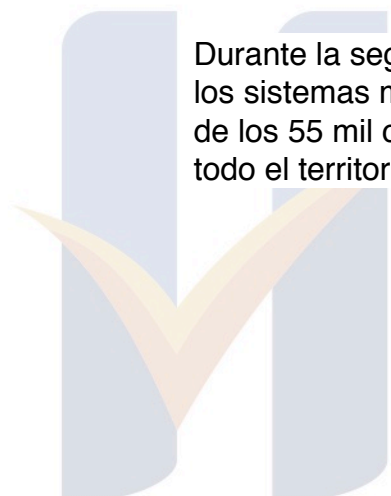 Durante la seg
los sistemas n
de los 55 mil c
todo el territor